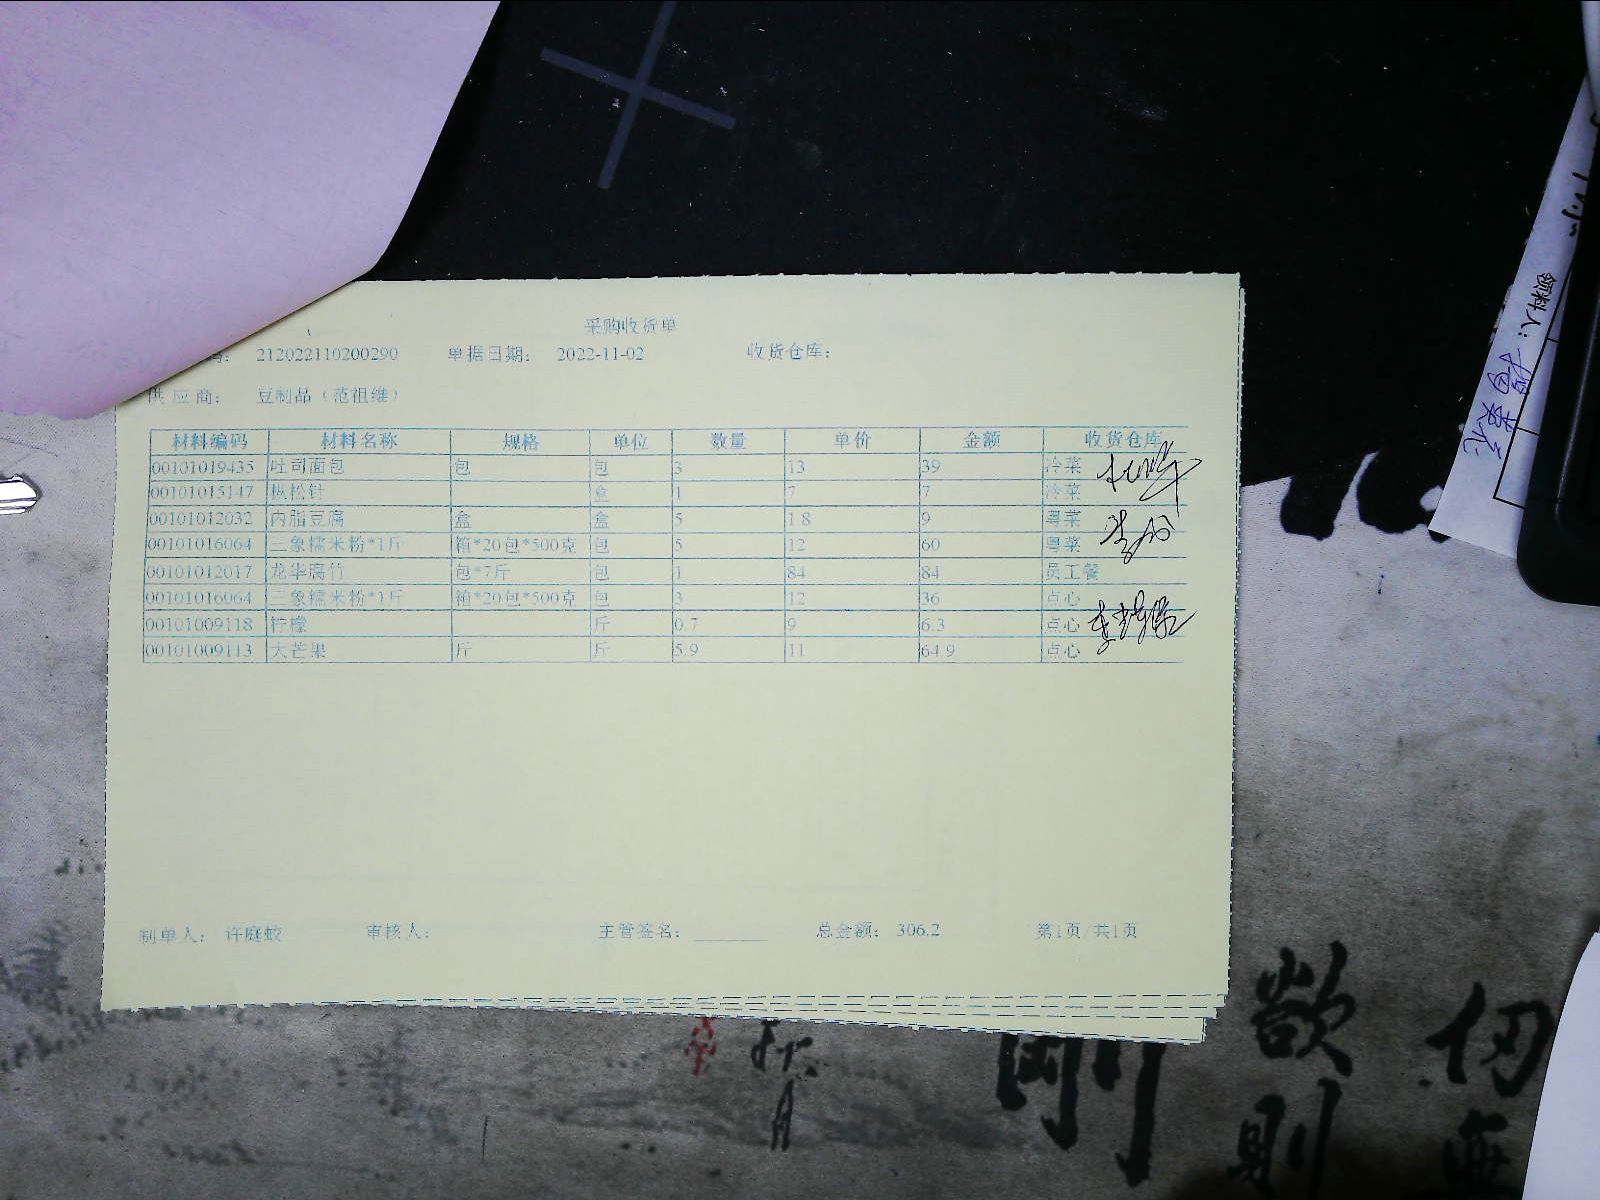 采购收货单
212022110200290 单据日期: 2022-11-02 收货仓库:
供应商: 豆制品(范祖维)
材料编码 材料名称 规格 单位 数量 单价 金额 收货仓库
00101019435 吐司面包 包 包 3 13 39 冷菜
00101015147 枞松针 盒 1 7 7 冷菜
00101012032 内脂豆腐 盒 盒 5 1.8 9 粤菜
00101016064 三象糯米粉*1斤 箱*20包*500克 包 5 12 60 粤菜
00101012017 龙华腐竹 包*7斤 包 1 84 84 员工餐
00101016064 三象糯米粉*1斤 箱*20包*500克 包 3 12 36 点心
00101009118 柠檬 斤 0.7 9 6.3 点心
00101009113 大芒果 斤 斤 5.9 11 64.9 点心
制单人: 许庭蛟 审核人: 主管签名: 总金额: 306.2 第1页/共1页
领料人:
欲
刚
则